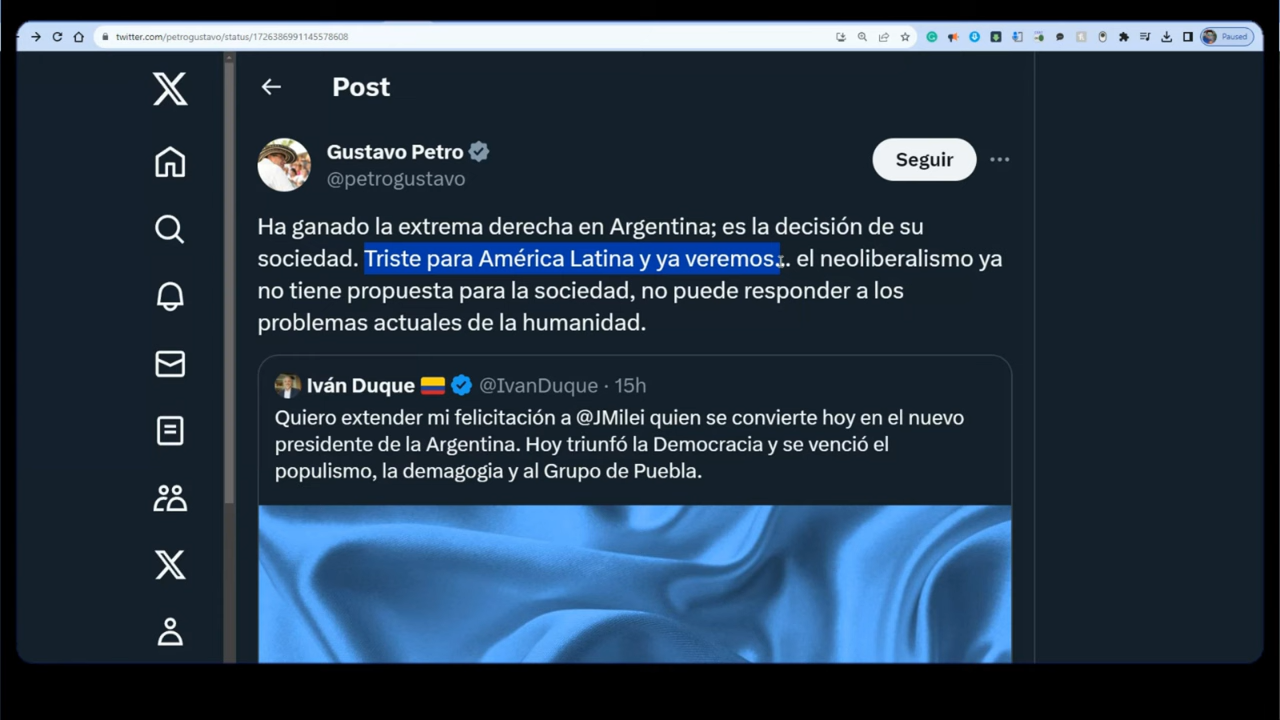 twitter.com/petrogustavo/status/1726386991145578608
Paused
Post
Gustavo Petro
@petrogustavo
Seguir
Ha ganado la extrema derecha en Argentina; es la decisión de su
sociedad. Triste para América Latina y ya veremos... el neoliberalismo ya
no tiene propuesta para la sociedad, no puede responder a los
problemas actuales de la humanidad.
Iván Duque @IvanDuque · 15h
Quiero extender mi felicitación a @JMilei quien se convierte hoy en el nuevo
presidente de la Argentina. Hoy triunfó la Democracia y se venció el
populismo, la demagogia y al Grupo de Puebla.